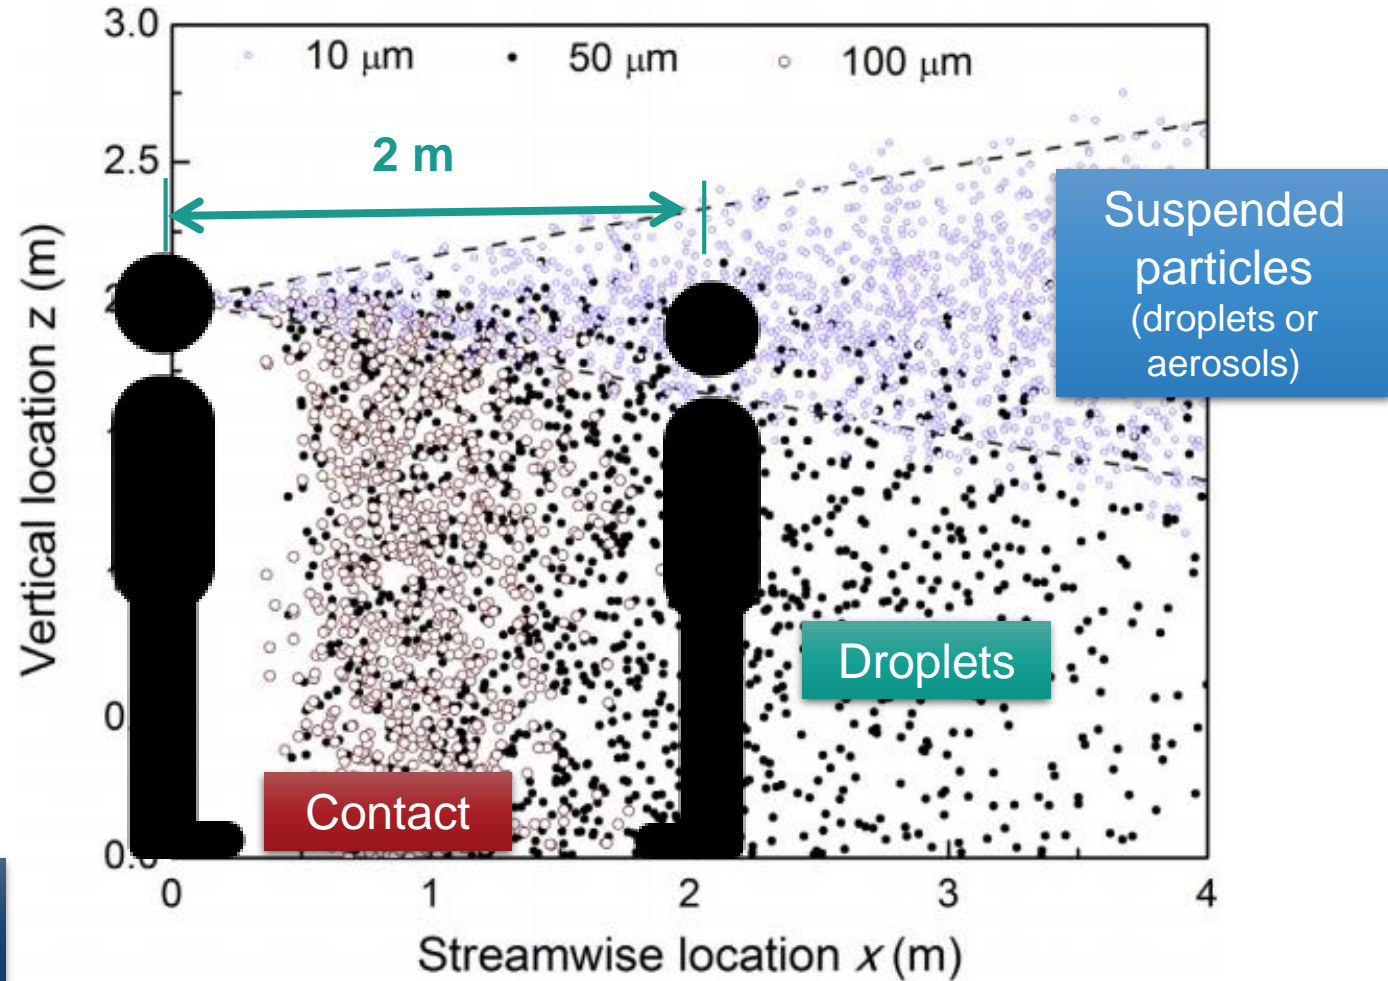 3.0
10 μm 50 μm 100 μm
2 m
2.5
Suspended
particles
(droplets or
aerosols)
Vertical location z (m)
Droplets
Contact
0 1 2 3 4
Streamwise location x (m)